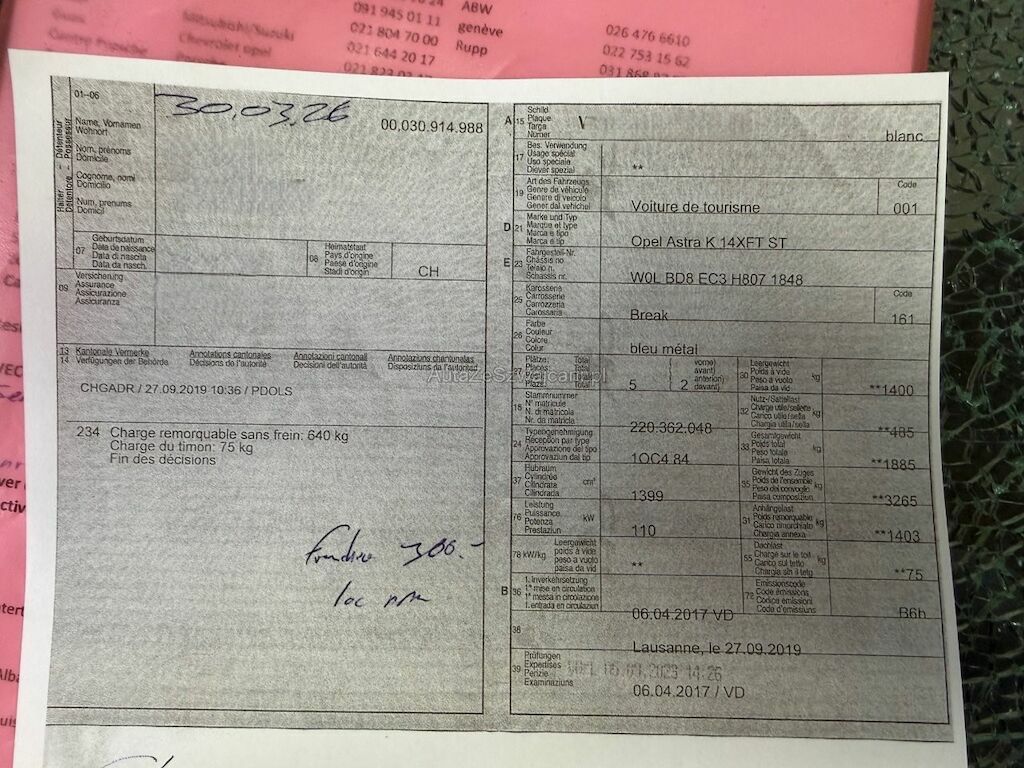 091 945 01 11
ABW
Mitsubishi/Suzuki
021 804 70 00
genève
026 476 6610
Chevrolet opel
021 644 20 17
Rupp
022 753 15 62
30.03.26
01–06
Halter – Détenteur
Detentore – Possessur
Name, Vornamen
Wohnort
Nom, prénoms
Domicile
Cognome, nomi
Domicilio
Num, prenums
Domicil
00,030.914.988
07
Geburtsdatum
Data de naissance
Data di nascita
Data da nasch.
08
Heimatstaat
Pays d'origine
Paese d'origine
Stadi d'origin
CH
09
Versicherung
Assurance
Assicurazione
Assicuranza
13
14
Kantonale Vermerke
Verfügungen der Behörde
Annotations cantonales
Décisions de l'autorité
Annotazioni cantonali
Decisioni dell'autorità
Annotaziuns chantunalas
Disposiziuns da l'autoritad
CHGADR / 27.09.2019 10:36 / PDOLS
234 Charge remorquable sans frein: 640 kg
Charge du timon: 75 kg
Fin des décisions
300.-
A
15
Schild
Plaque
Targa
Numer
V
blanc
17
Bes. Verwendung
Usage spécial
Uso speciale
Diever spezial
**
19
Art des Fahrzeugs
Genre de véhicule
Genere di veicolo
Gener dal vehichel
Voiture de tourisme
Code
001
D
21
Marke und Typ
Marque et type
Marca e tipo
Marca e tip
Opel Astra K 14XFT ST
E
23
Fahrgestell-Nr.
Châssis no
Telaio n.
Schassis nr.
W0L BD8 EC3 H807 1848
25
Karosserie
Carrosserie
Carrozzeria
Carossaria
Break
Code
161
26
Farbe
Couleur
Colore
Colur
bleu métal
27
Plätze: Total
Places: Total
Plazs: Total
5
2
vorne)
avant)
anteriori)
davant)
30
Leergewicht
Poids à vide
Peso a vuoto
Paisa da vid
kg
**1400
18
Stammnummer
N° matricule
N. di matricola
Nr. da matricla
220.362.048
32
Nutz-/Sattellast
Charge utile/sellette
Carico utile/sella
Chargia utila/sella
kg
**485
24
Typengenehmigung
Réception par type
Approvazione del tipo
Approvaziun dal tip
1OC4 84
33
Gesamtgewicht
Poids total
Peso totale
Paisa totala
kg
**1885
37
Hubraum
Cylindrée
Cilindrata
Cilindrada
cm³
1399
35
Gewicht des Zuges
Poids de l'ensemble
Peso del convoglio
Paisa cumposiziun
kg
**3265
76
Leistung
Puissance
Potenza
Prestaziun
kW
110
31
Anhängelast
Poids remorquable
Carico rimorchiato
Chargia annexa
kg
**1403
78 kW/kg
Leergewicht
poids à vide
peso a vuoto
paisa da vid
**
55
Dachlast
Charge sur le toit
Carico sul tetto
Chargia sin il tetg
kg
**75
B
36
1. Inverkehrsetzung
1re mise en circulation
1a messa in circolazione
1. entrada en circulaziun
06.04.2017 VD
72
Emissionscode
Code émissions
Codice emissioni
Code d'emissiuns
B6b
38
Lausanne, le 27.09.2019
39
Prüfungen
Expertises
Perizie
Examinaziuns
06.04.2017 / VD
AutazeSzwajcarii.pl